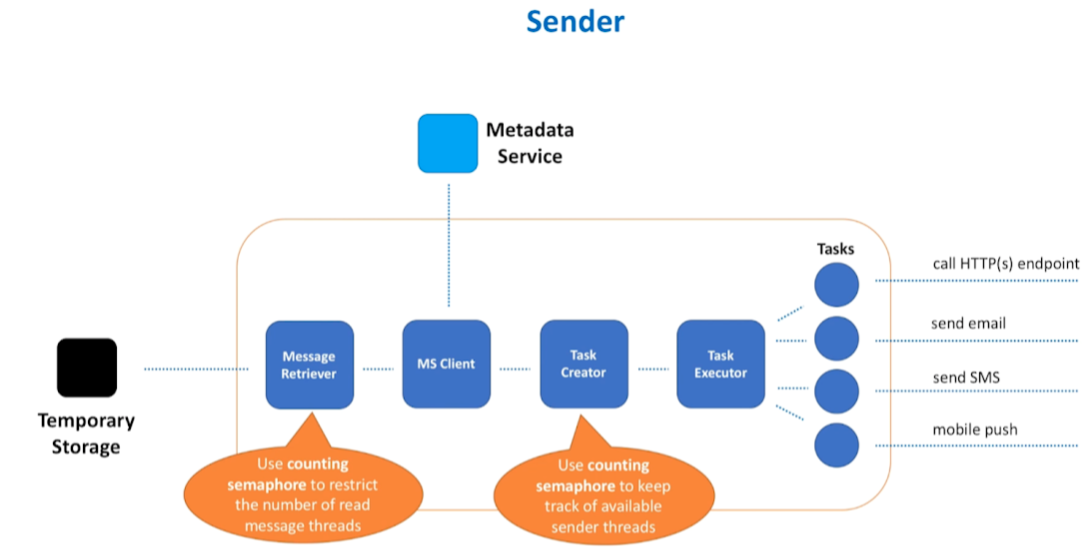 Sender
Metadata
Service
Tasks
call HTTP(s) endpoint
send email
send SMS
mobile push
Message
Retriever
MS Client
Task
Creator
Task
Executor
Temporary
Storage
Use counting
semaphore to restrict
the number of read
message threads
Use counting
semaphore to keep
track of available
sender threads